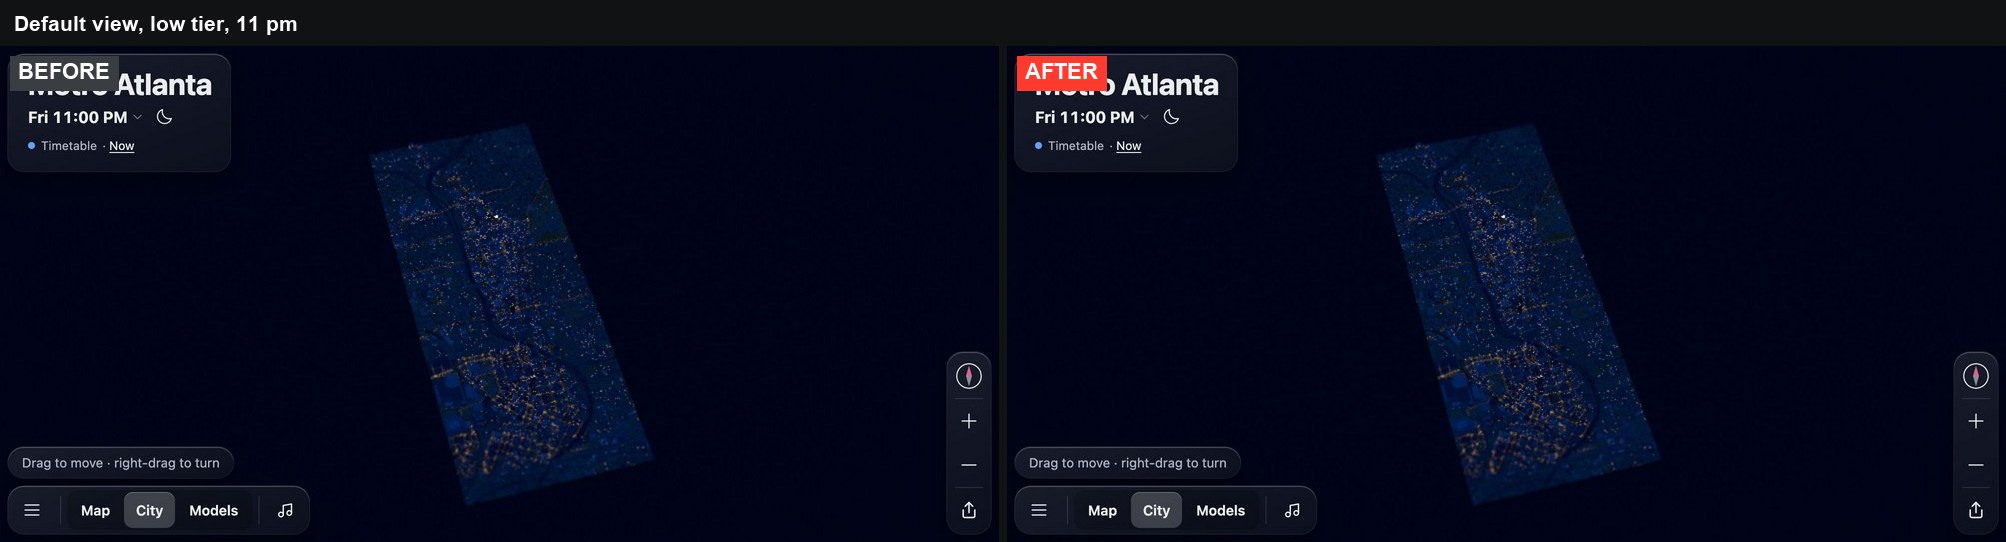 Default view, low tier, 11 pm
BEFORE
Metro Atlanta
Fri 11:00 PM
Timetable · Now
Drag to move · right-drag to turn
Map City Models
AFTER
Metro Atlanta
Fri 11:00 PM
Timetable · Now
Drag to move · right-drag to turn
Map City Models